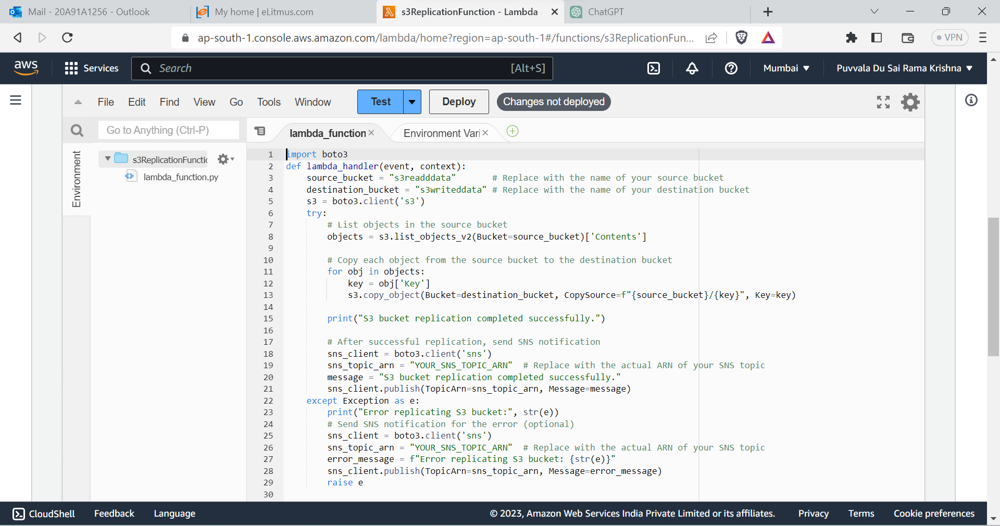 Mail - 20A91A1256 - Outlook
My home | eLitmus.com
s3ReplicationFunction - Lambda
ChatGPT
ap-south-1.console.aws.amazon.com/lambda/home?region=ap-south-1#/functions/s3ReplicationFun...
VPN
aws
Services
Search
[Alt+S]
Mumbai
Puvvala Du Sai Rama Krishna
File Edit Find View Go Tools Window
Test
Deploy
Changes not deployed
Go to Anything (Ctrl-P)
lambda_function
Environment Vari
Environment
s3ReplicationFunctic
lambda_function.py
1 import boto3
2 def lambda_handler(event, context):
3 source_bucket = "s3readddata" # Replace with the name of your source bucket
4 destination_bucket = "s3writeddata" # Replace with the name of your destination bucket
5 s3 = boto3.client('s3')
6 try:
7 # List objects in the source bucket
8 objects = s3.list_objects_v2(Bucket=source_bucket)['Contents']
9
10 # Copy each object from the source bucket to the destination bucket
11 for obj in objects:
12 key = obj['Key']
13 s3.copy_object(Bucket=destination_bucket, CopySource=f"{source_bucket}/{key}", Key=key)
14
15 print("S3 bucket replication completed successfully.")
16
17 # After successful replication, send SNS notification
18 sns_client = boto3.client('sns')
19 sns_topic_arn = "YOUR_SNS_TOPIC_ARN" # Replace with the actual ARN of your SNS topic
20 message = "S3 bucket replication completed successfully."
21 sns_client.publish(TopicArn=sns_topic_arn, Message=message)
22 except Exception as e:
23 print("Error replicating S3 bucket:", str(e))
24 # Send SNS notification for the error (optional)
25 sns_client = boto3.client('sns')
26 sns_topic_arn = "YOUR_SNS_TOPIC_ARN" # Replace with the actual ARN of your SNS topic
27 error_message = f"Error replicating S3 bucket: {str(e)}"
28 sns_client.publish(TopicArn=sns_topic_arn, Message=error_message)
29 raise e
30
CloudShell
Feedback
Language
© 2023, Amazon Web Services India Private Limited or its affiliates.
Privacy
Terms
Cookie preferences